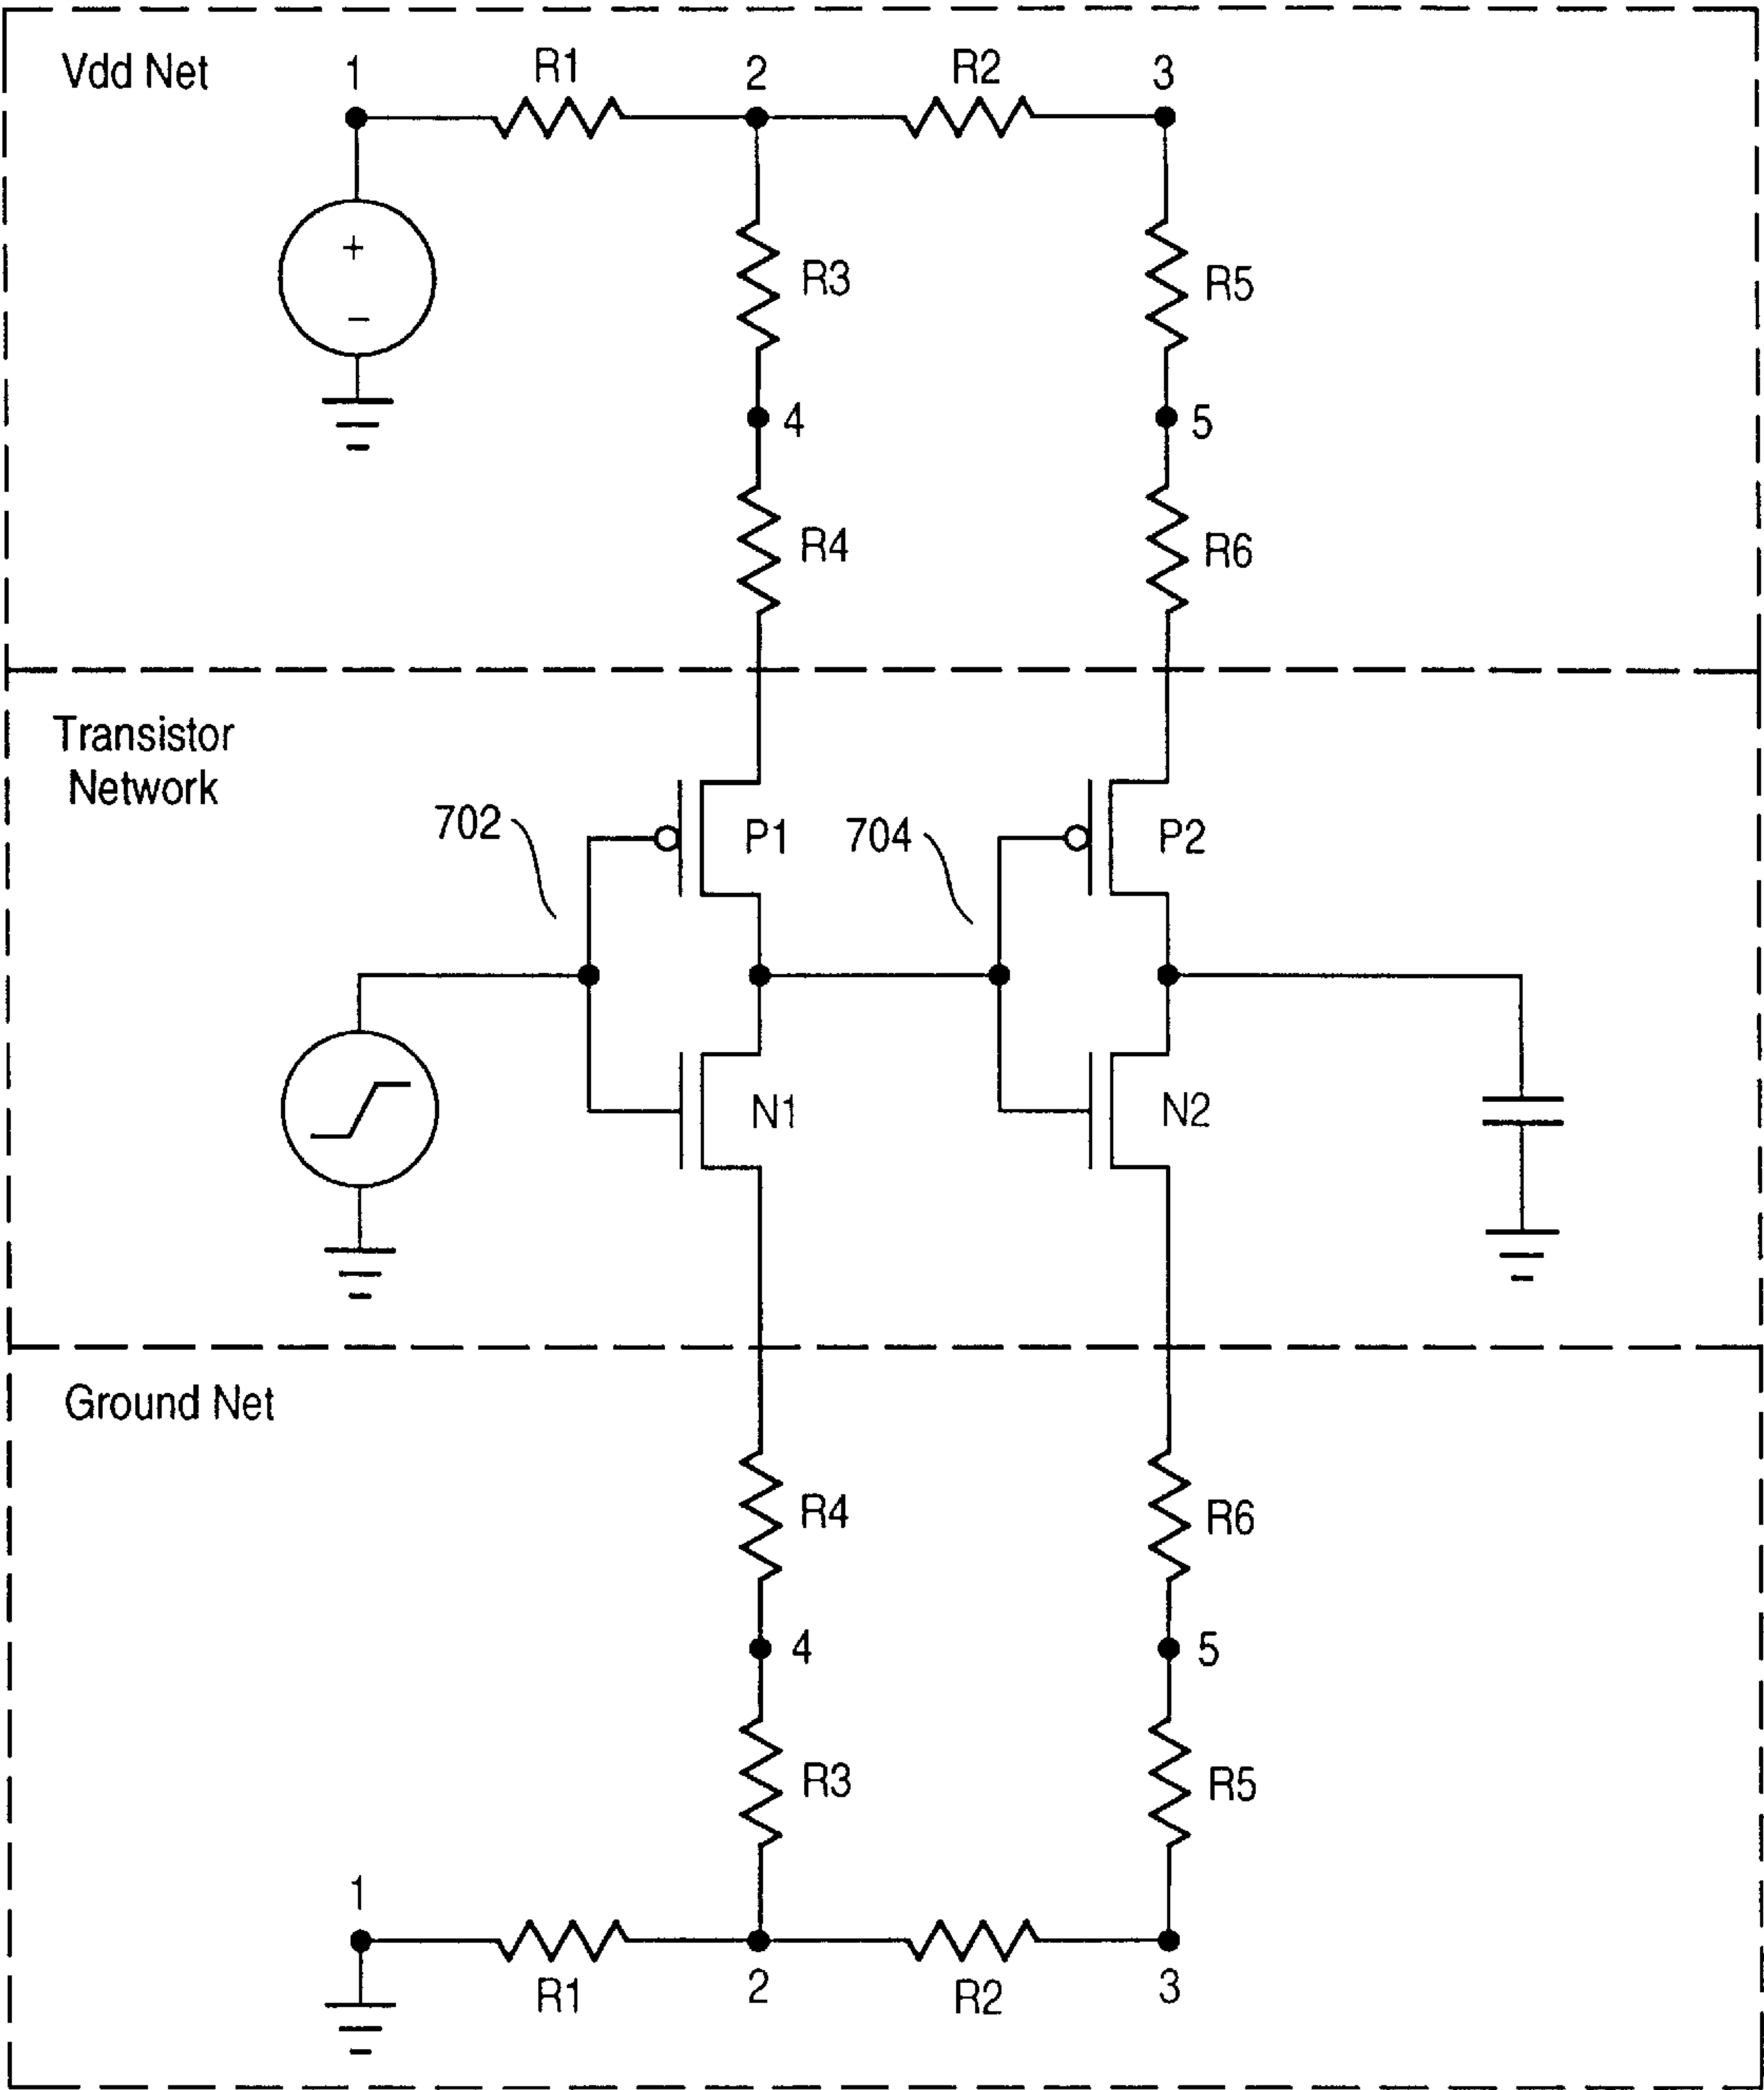 Vdd Net
1
R1
2
R2
3
+
−
R3
R5
4
5
R4
R6
Transistor
Network
702
P1
704
P2
N1
N2
Ground Net
R4
R6
4
5
R3
R5
1
R1
2
R2
3